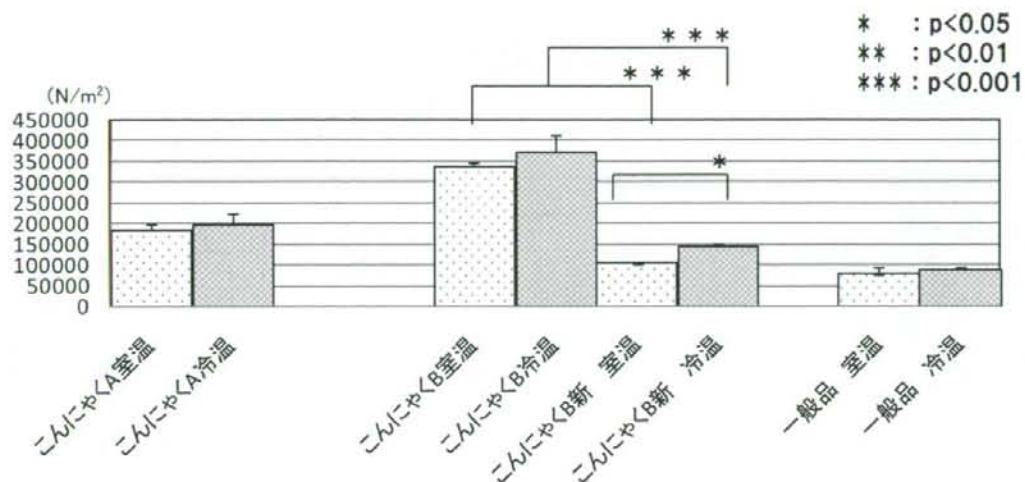 * : p<0.05
** : p<0.01
*** : p<0.001
* * *
* * *
*
(N/m²)
450000
400000
350000
300000
250000
200000
150000
100000
50000
0
こんにゃくA室温
こんにゃくA冷温
こんにゃくB室温
こんにゃくB冷温
こんにゃくB新 室温
こんにゃくB新 冷温
一般品 室温
一般品 冷温